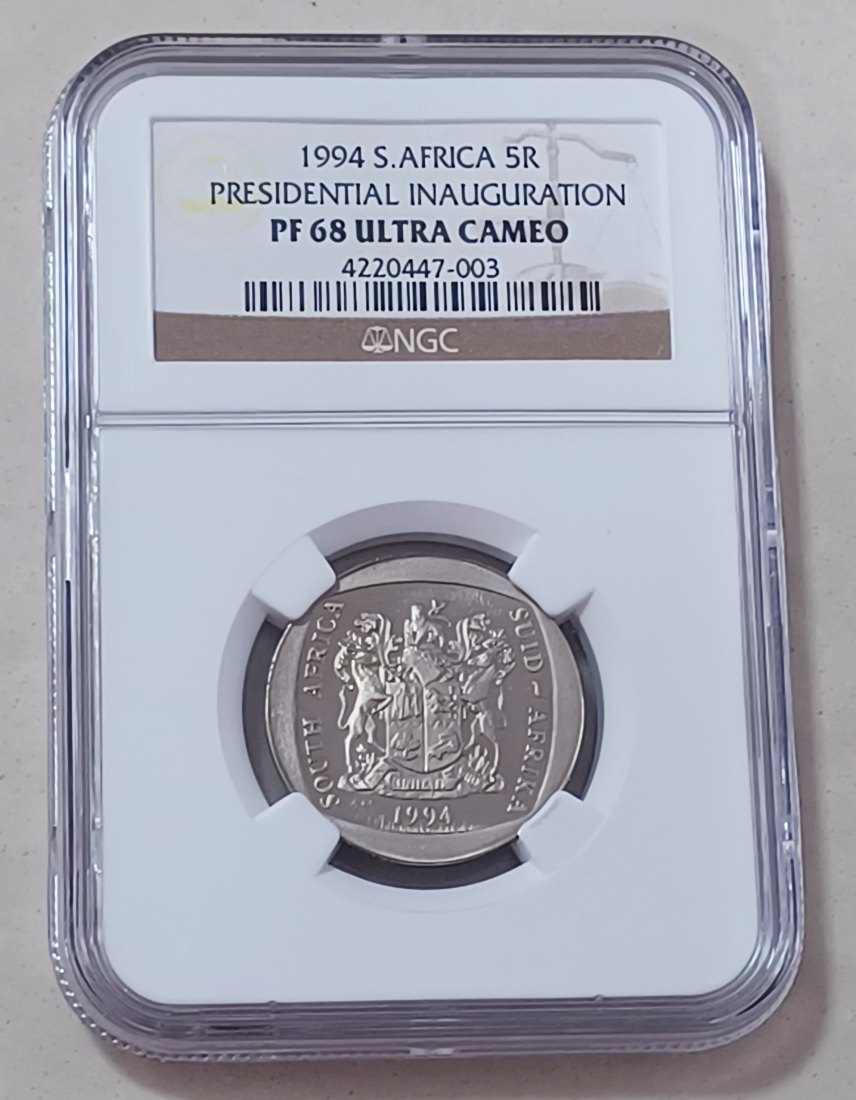 1994 S.AFRICA 5R
PRESIDENTIAL INAUGURATION
PF 68 ULTRA CAMEO
4220447-003
NGC
SOUTH AFRICA
SUID - AFRIKA
1994